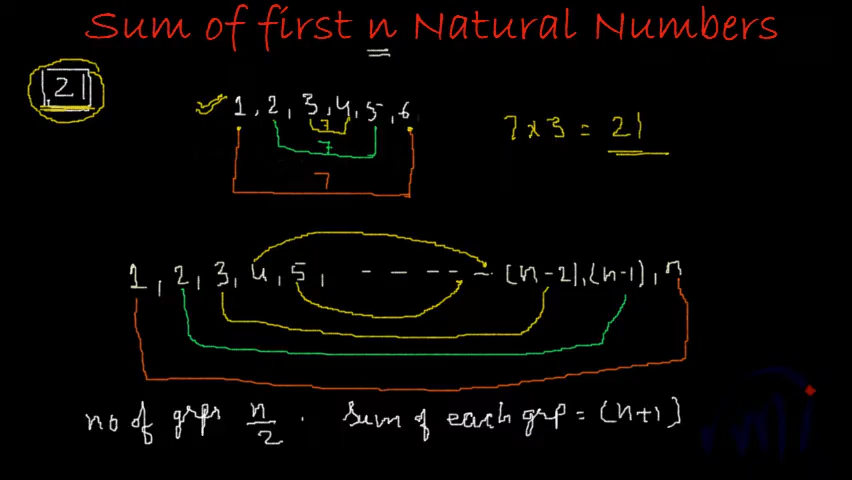 Sum of first n Natural Numbers
21
1, 2, 3, 4, 5, 6
7 x 3 = 21
7
7
7
1, 2, 3, 4, 5, - - - - - (n-2), (n-1), n
no of grps n/2 . Sum of each grp = (n+1)